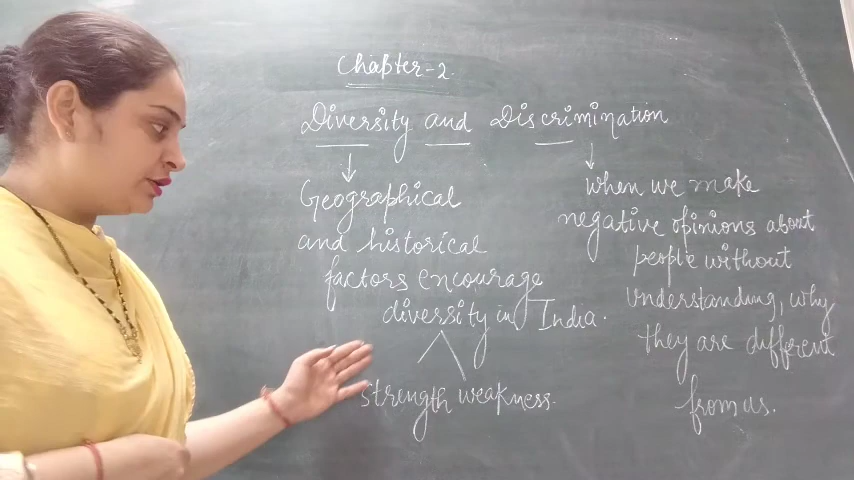 Chapter-2.
Diversity and Discrimination
Geographical
and historical
factors encourage
diversity in India.
strength weakness.
when we make
negative opinions about
people without
understanding, why
they are different
from us.